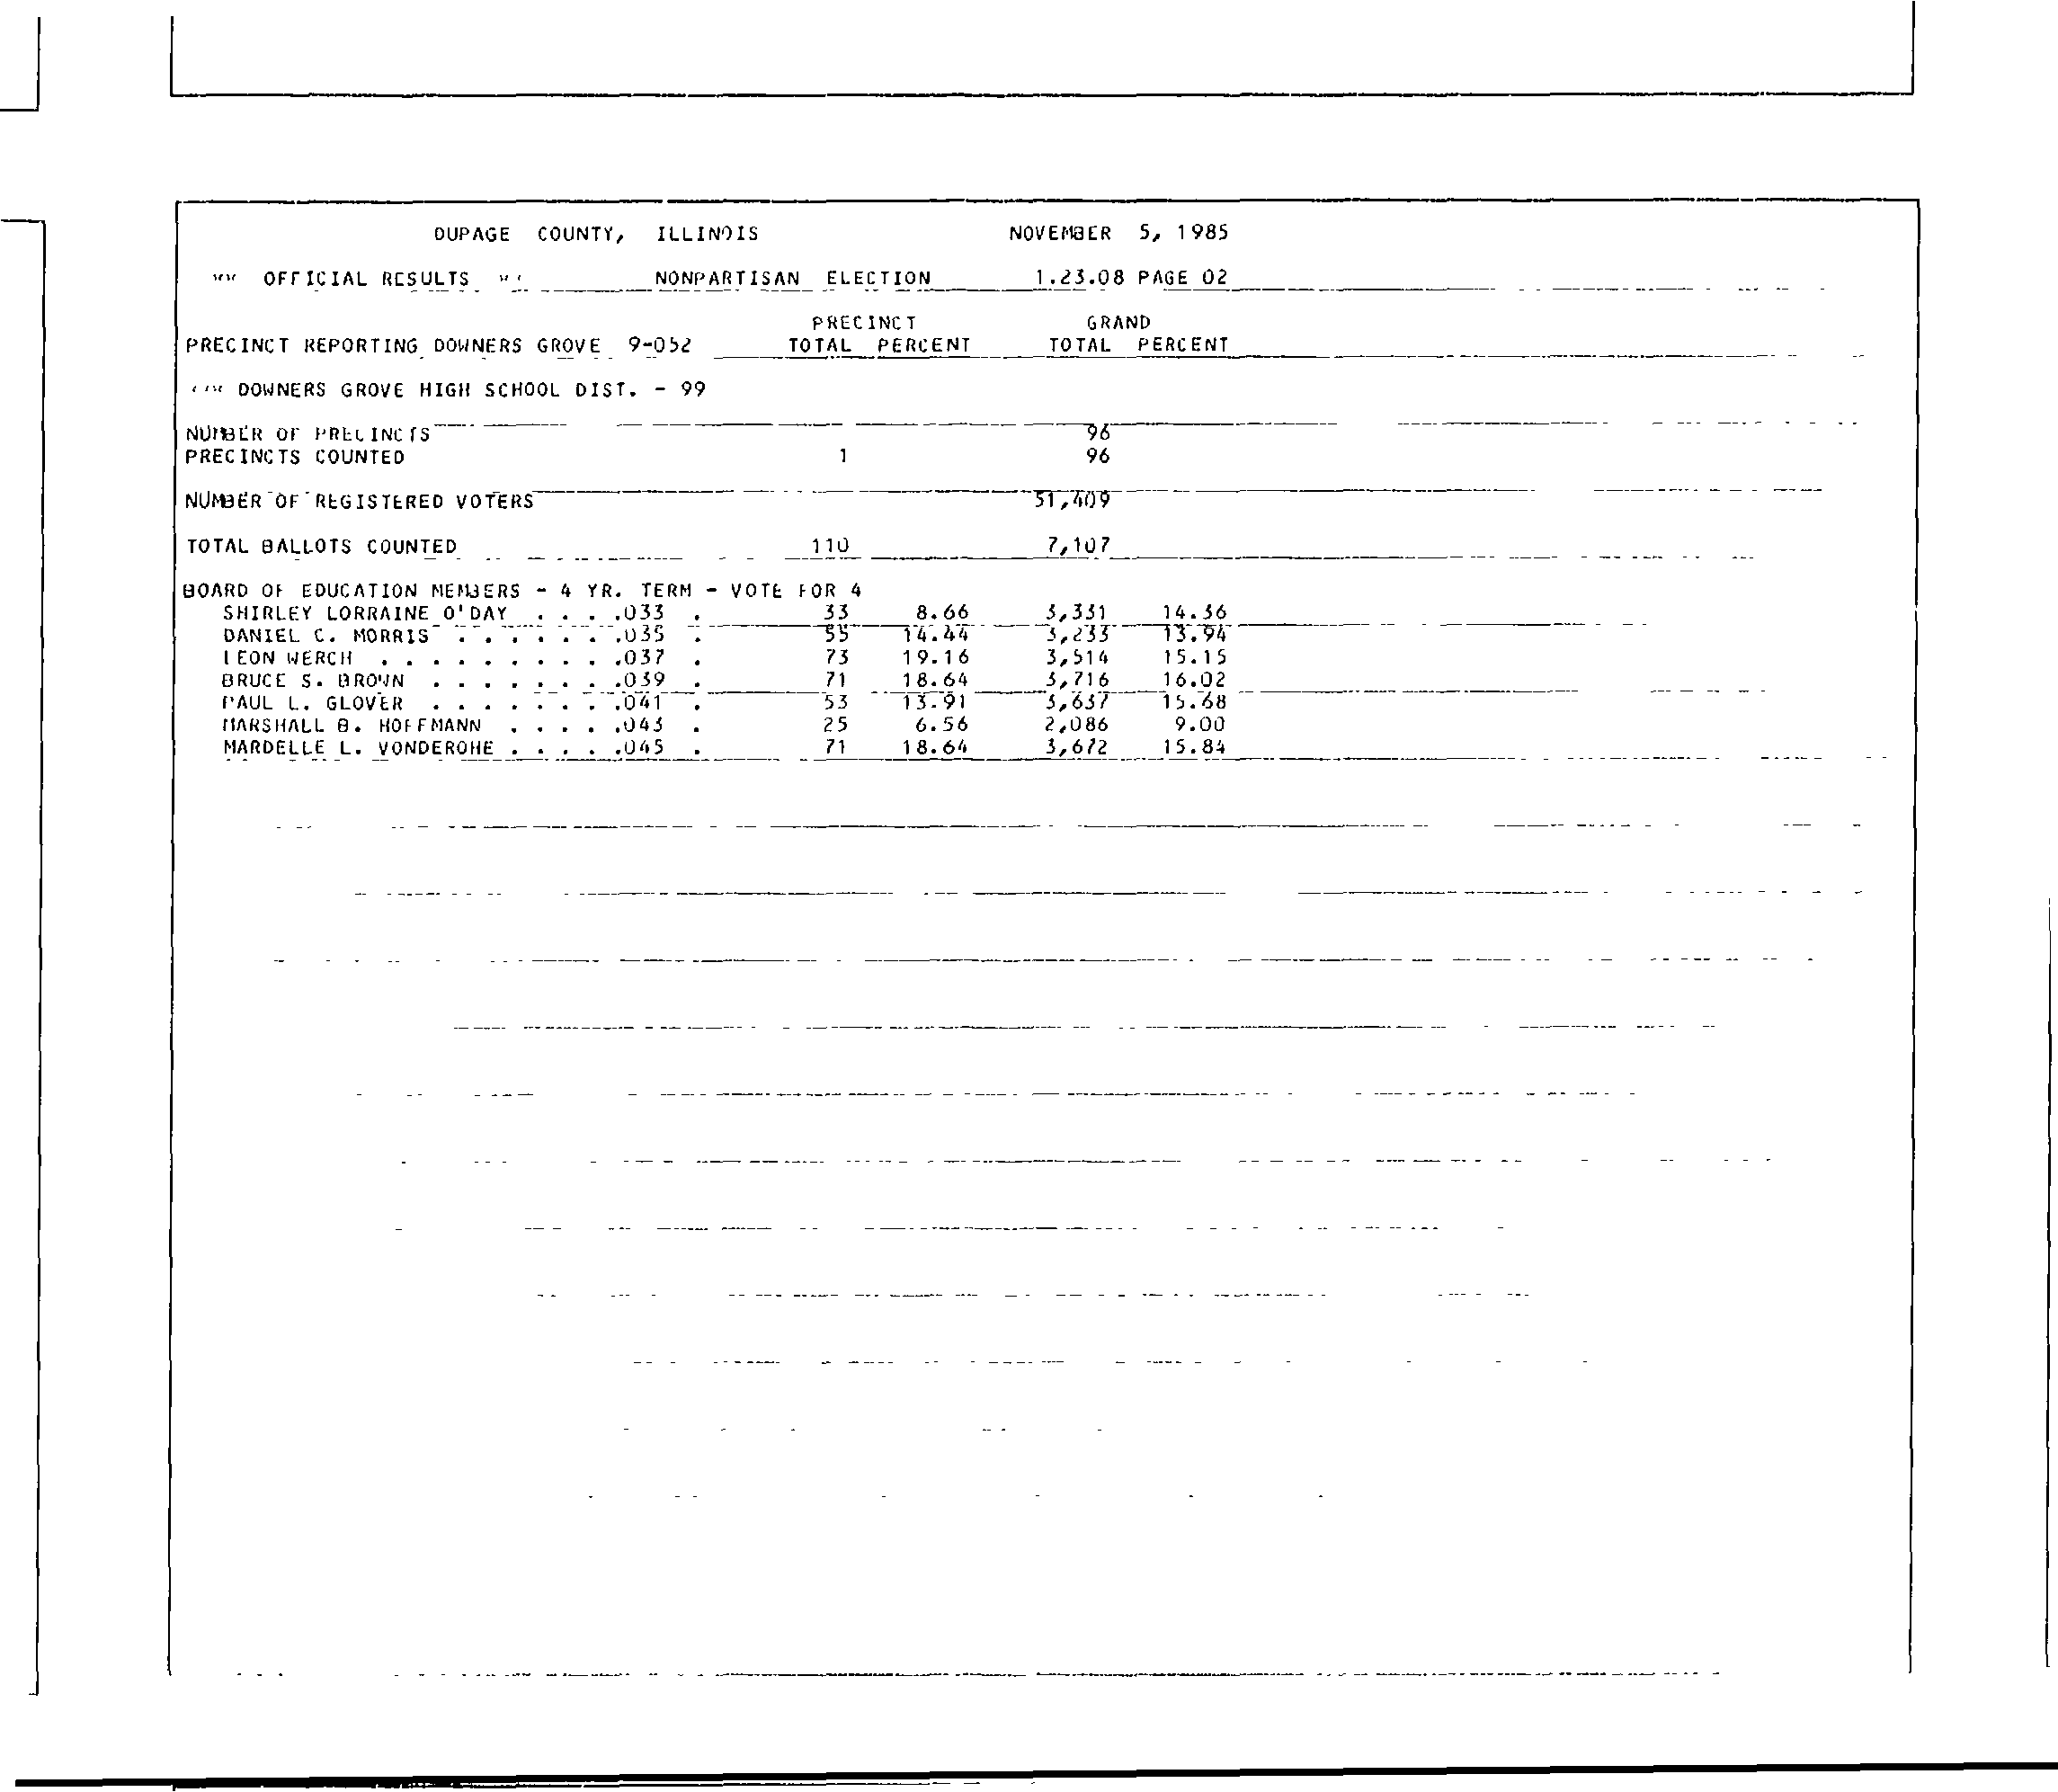 DUPAGE COUNTY, ILLINOIS NOVEMBER 5, 1985
OFFICIAL RESULTS NONPARTISAN ELECTION 1.23.08 PAGE 02
PRECINCT GRAND
PRECINCT REPORTING DOWNERS GROVE 9-052 TOTAL PERCENT TOTAL PERCENT
DOWNERS GROVE HIGH SCHOOL DIST. - 99
NUMBER OF PRECINCTS 96
PRECINCTS COUNTED 1 96
NUMBER OF REGISTERED VOTERS 51,409
TOTAL BALLOTS COUNTED 110 7,107
BOARD OF EDUCATION MEMBERS - 4 YR. TERM - VOTE FOR 4
SHIRLEY LORRAINE O'DAY . . . .033 . 33 8.66 3,331 14.36
DANIEL C. MORRIS . . . . . . .035 . 55 14.44 3,233 13.94
LEON WERCH . . . . . . . . . .037 . 73 19.16 3,514 15.15
BRUCE S. BROWN . . . . . . . .039 . 71 18.64 3,716 16.02
PAUL L. GLOVER . . . . . . . .041 . 53 13.91 3,637 15.68
MARSHALL B. HOFFMANN . . . . .043 . 25 6.56 2,086 9.00
MARDELLE L. VONDEROHE . . . . .045 . 71 18.64 3,672 15.84